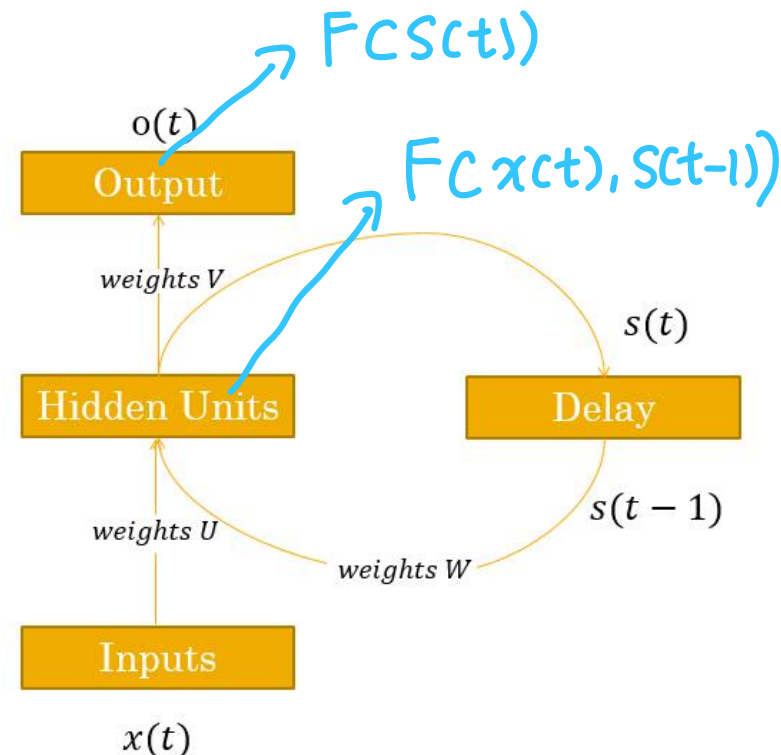 F(S(t))
o(t)
Output
F(x(t), S(t-1))
weights V
s(t)
Hidden Units
Delay
s(t − 1)
weights U
weights W
Inputs
x(t)